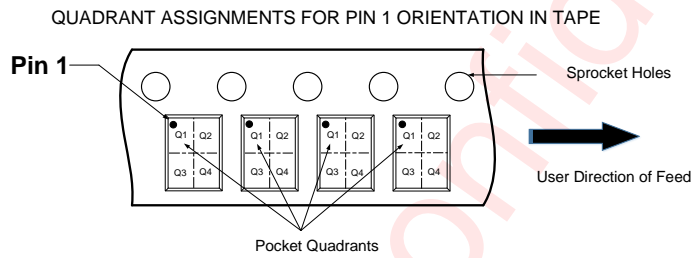 QUADRANT ASSIGNMENTS FOR PIN 1 ORIENTATION IN TAPE
Pin 1
Sprocket Holes
Q1 Q2 Q1 Q2 Q1 Q2 Q1 Q2
Q3 Q4 Q3 Q4 Q3 Q4 Q3 Q4
User Direction of Feed
Pocket Quadrants